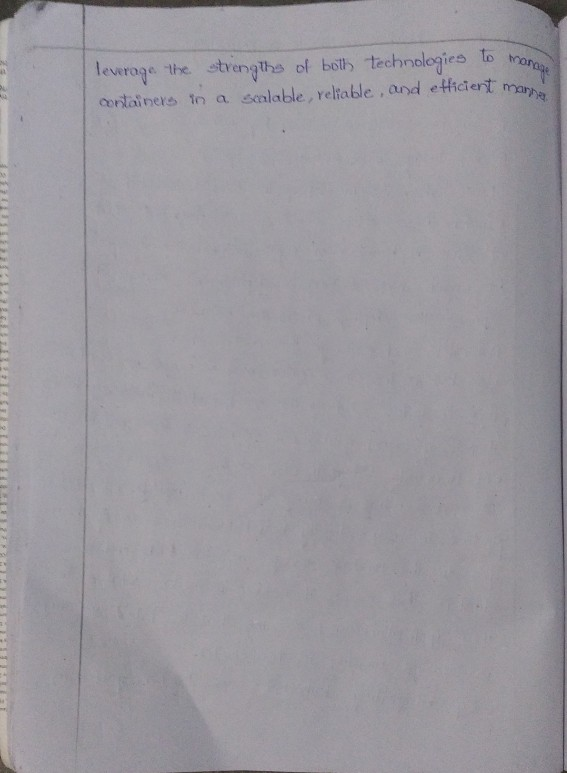 leverage the strengths of both technologies to manage
containers in a scalable, reliable, and efficient manner